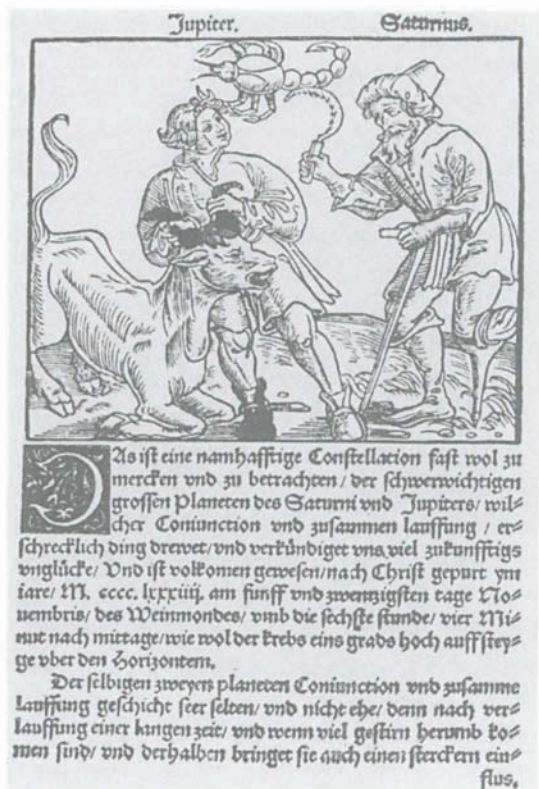 Jupiter. Saturnus.
DAs ist eine namhafftige Constellation fast wol zu
mercken vnd zu betrachten/ der schwerwichtigen
grossen Planeten des Saturni vnd Jupiters/ wil⸗
cher Coniunction vnd zusammen lauffung / er⸗
schrecklich ding drewet/ vnd verkündiget vns viel zukunfftigs
vnglücke/ Vnd ist volkomen gewesen/ nach Christ gepurt ym
iare/ M. cccc. lxxxiiij. am funff vnd zwentzigsten tage No⸗
uembris/ des Weinmondes/ vmb die sechste stunde/ vier Mi⸗
nut nach mittage/ wie wol der krebs eins grads hoch auff stey⸗
ge vber den Horizontem.
Der selbigen zweyen planeten Coniunction vnd zusamme
lauffung geschicht seer selten/ vnd nicht ehe/ denn nach ver⸗
lauffung einer langen zeit/ vnd wenn viel gestirn herumb ko⸗
men sind/ vnd derhalben bringet sie auch einen sterckern ein⸗
flus.